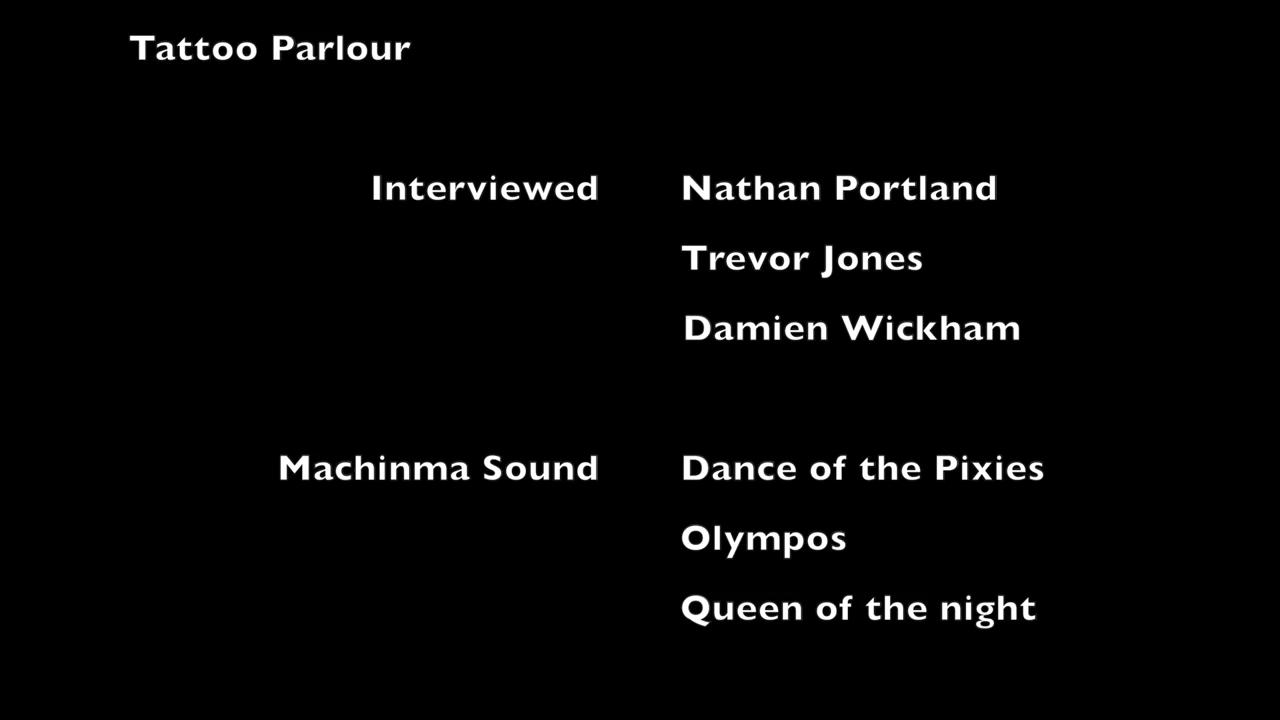 Tattoo Parlour
Interviewed Nathan Portland
Trevor Jones
Damien Wickham
Machinma Sound Dance of the Pixies
Olympos
Queen of the night